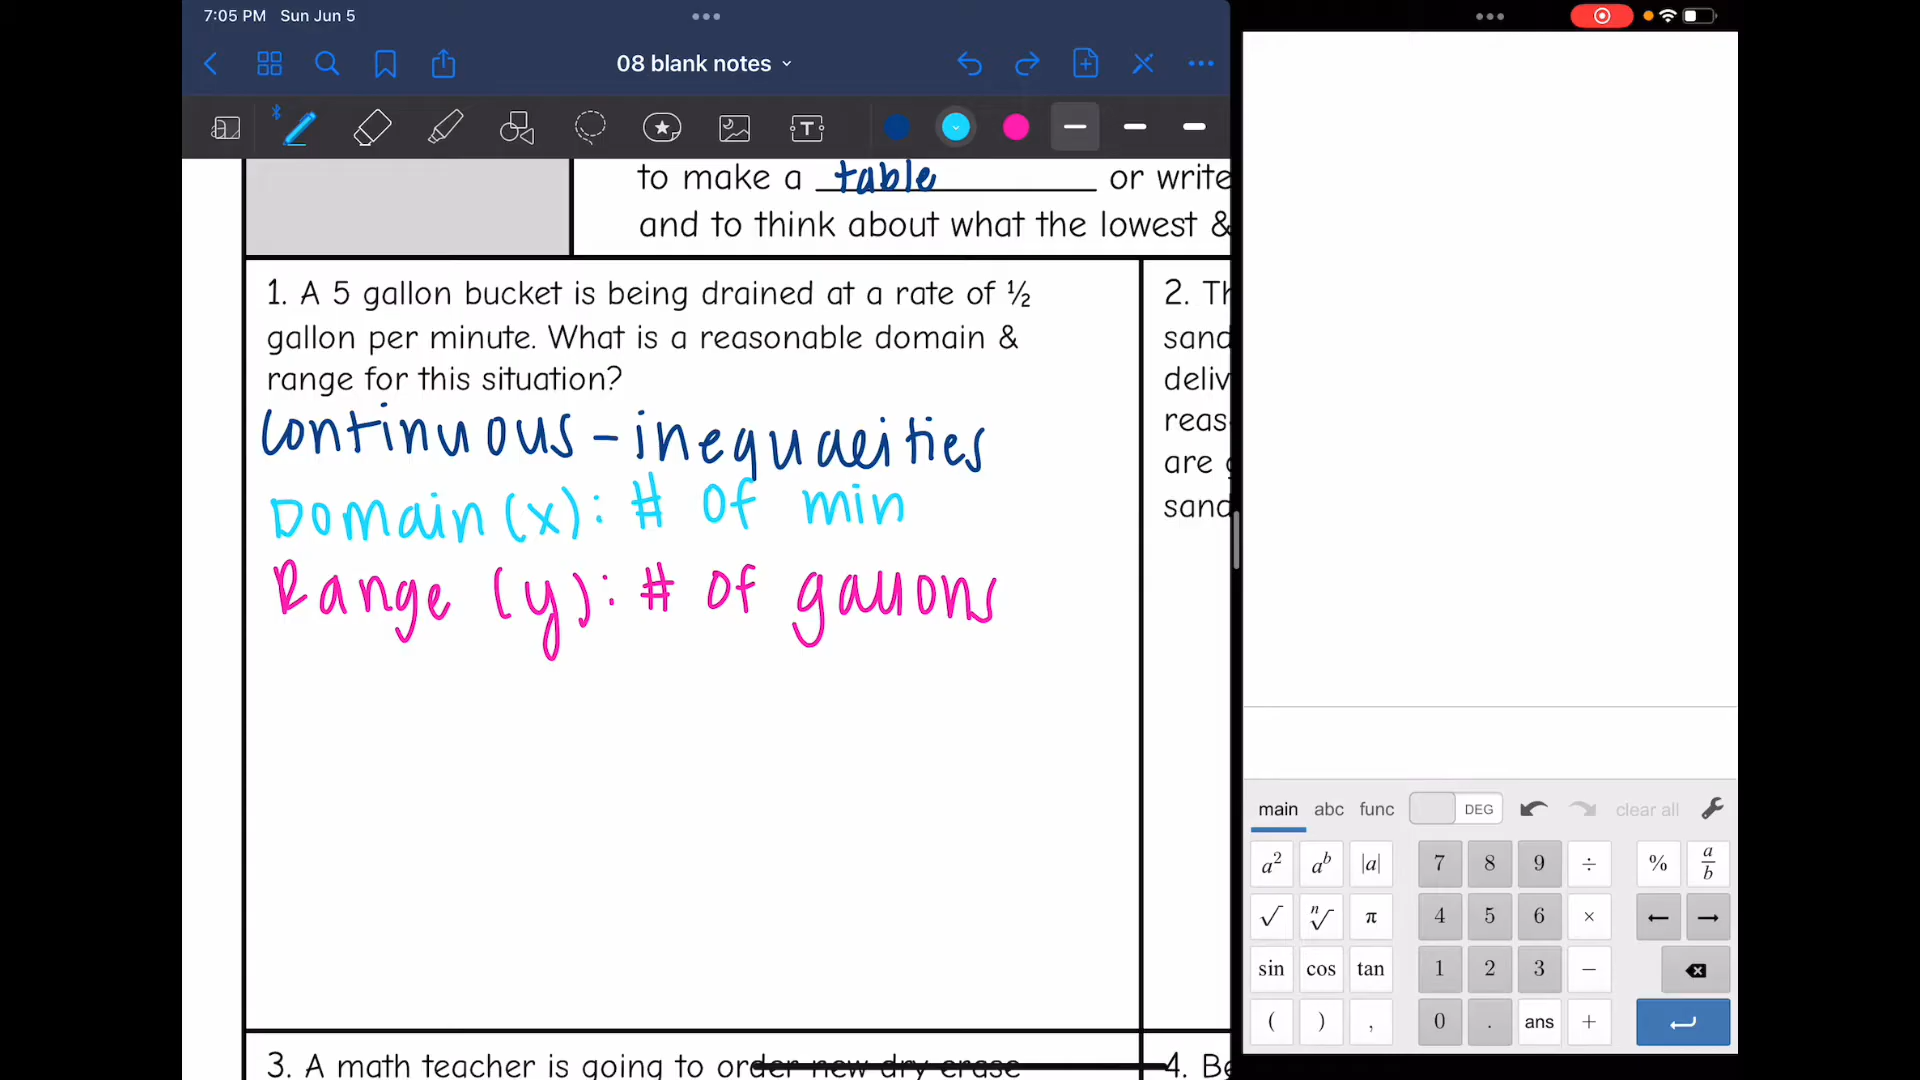 7:05 PM Sun Jun 5
08 blank notes
to make a table or write
and to think about what the lowest &
1. A 5 gallon bucket is being drained at a rate of ½
gallon per minute. What is a reasonable domain &
range for this situation?
continuous - inequalities
Domain (x): # of min
Range (y): # of gallons
2. Th
sand
deliv
reas
are g
sand
3. A math teacher is going to order new dry erase
4. Be
main abc func DEG clear all
a² aᵇ |a| 7 8 9 ÷ % a/b
√ ⁿ√ π 4 5 6 × ← →
sin cos tan 1 2 3 −
( ) , 0 . ans +